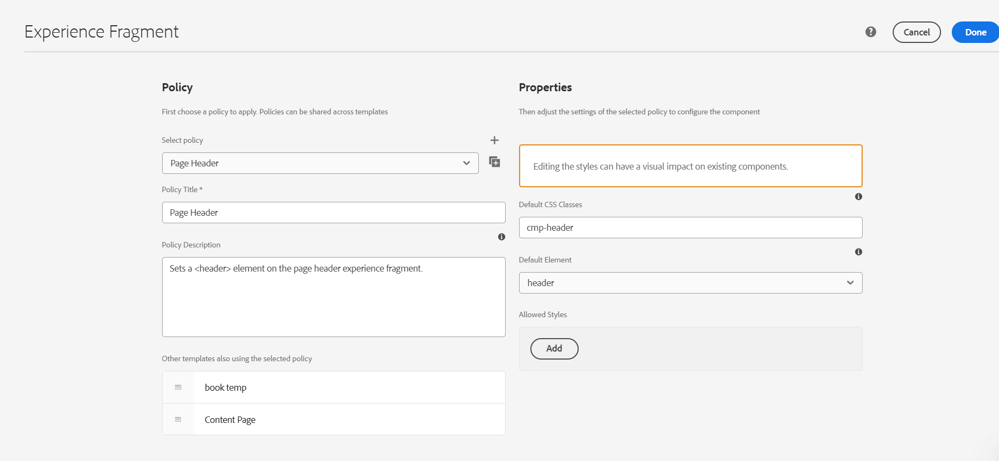 Experience Fragment
Cancel
Done
Policy
First choose a policy to apply. Policies can be shared across templates
Select policy
Page Header
Policy Title *
Page Header
Policy Description
Sets a <header> element on the page header experience fragment.
Other templates also using the selected policy
book temp
Content Page
Properties
Then adjust the settings of the selected policy to configure the component
Editing the styles can have a visual impact on existing components.
Default CSS Classes
cmp-header
Default Element
header
Allowed Styles
Add